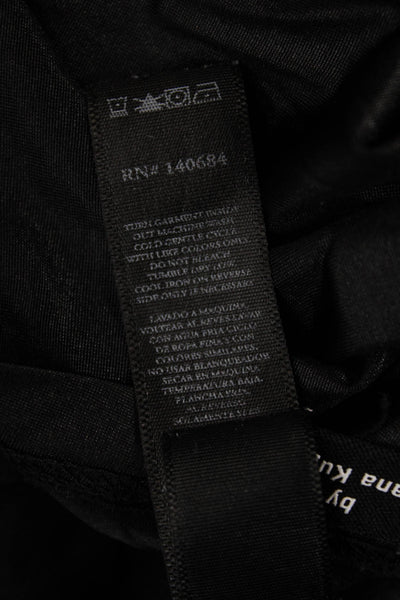 RN# 140684
TURN GARMENT INSIDE
OUT MACHINE WASH
COLD GENTLE CYCLE
WITH LIKE COLORS ONLY.
DO NOT BLEACH
TUMBLE DRY LOW.
COOL IRON ON REVERSE
SIDE ONLY IF NECESSARY.
LAVADO A MAQUINA
VOLTEAR AL REVES LAVAR
CON AGUA FRIA CICLO
DE ROPA FINA'S CON
COLORES SIMILARES.
NO USAR BLANQUEADOR
SECAR EN MAQUINA
TEMPERATURA BAJA.
PLANCHA FRIA
AL REVERSO
SOLAMENTE SI
by